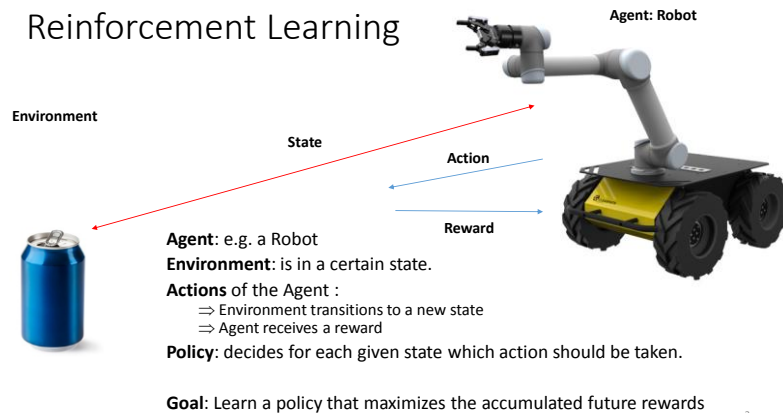 Reinforcement Learning
Agent: Robot
Environment
State
Action
Reward
Agent: e.g. a Robot
Environment: is in a certain state.
Actions of the Agent :
⇒ Environment transitions to a new state
⇒ Agent receives a reward
Policy: decides for each given state which action should be taken.
Goal: Learn a policy that maximizes the accumulated future rewards